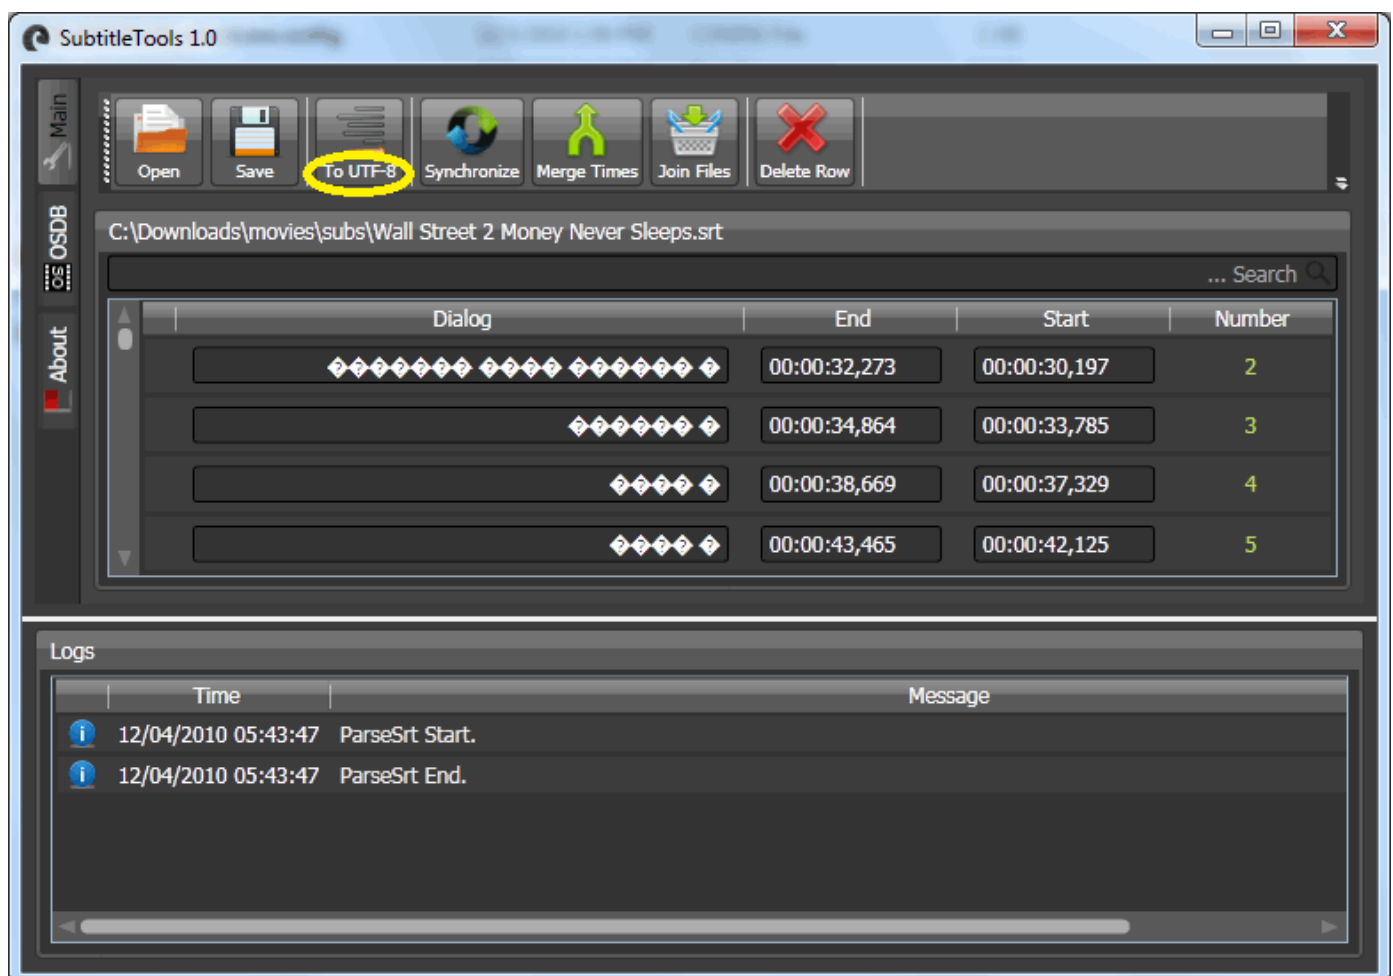 SubtitleTools 1.0
Main
OSDB
About
Open
Save
To UTF-8
Synchronize
Merge Times
Join Files
Delete Row
C:\Downloads\movies\subs\Wall Street 2 Money Never Sleeps.srt
... Search
Dialog End Start Number
������� ���� ������ � 00:00:32,273 00:00:30,197 2
������ � 00:00:34,864 00:00:33,785 3
���� � 00:00:38,669 00:00:37,329 4
���� � 00:00:43,465 00:00:42,125 5
Logs
Time Message
12/04/2010 05:43:47 ParseSrt Start.
12/04/2010 05:43:47 ParseSrt End.